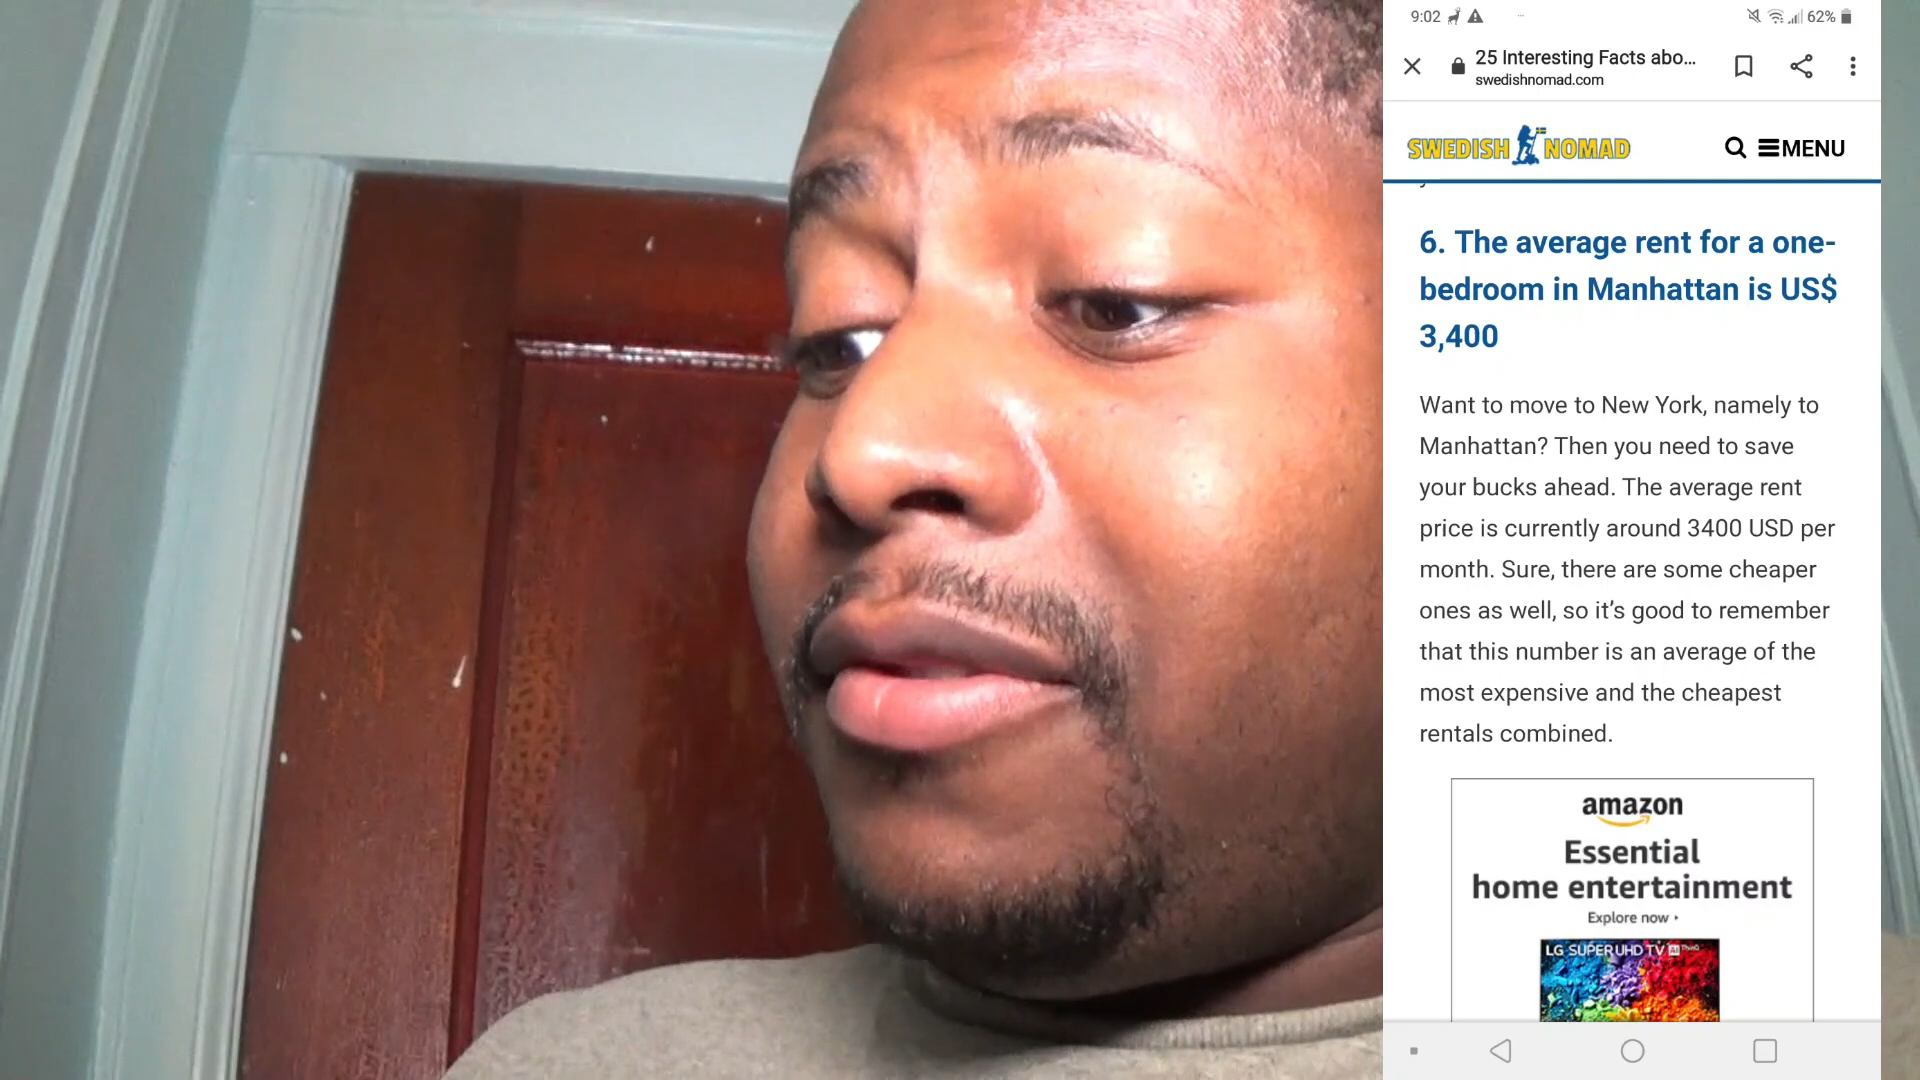 9:02
62%
25 Interesting Facts abo...
swedishnomad.com
SWEDISH NOMAD
MENU
6. The average rent for a one-
bedroom in Manhattan is US$
3,400
Want to move to New York, namely to
Manhattan? Then you need to save
your bucks ahead. The average rent
price is currently around 3400 USD per
month. Sure, there are some cheaper
ones as well, so it’s good to remember
that this number is an average of the
most expensive and the cheapest
rentals combined.
amazon
Essential
home entertainment
Explore now
LG SUPER UHD TV AI ThinQ